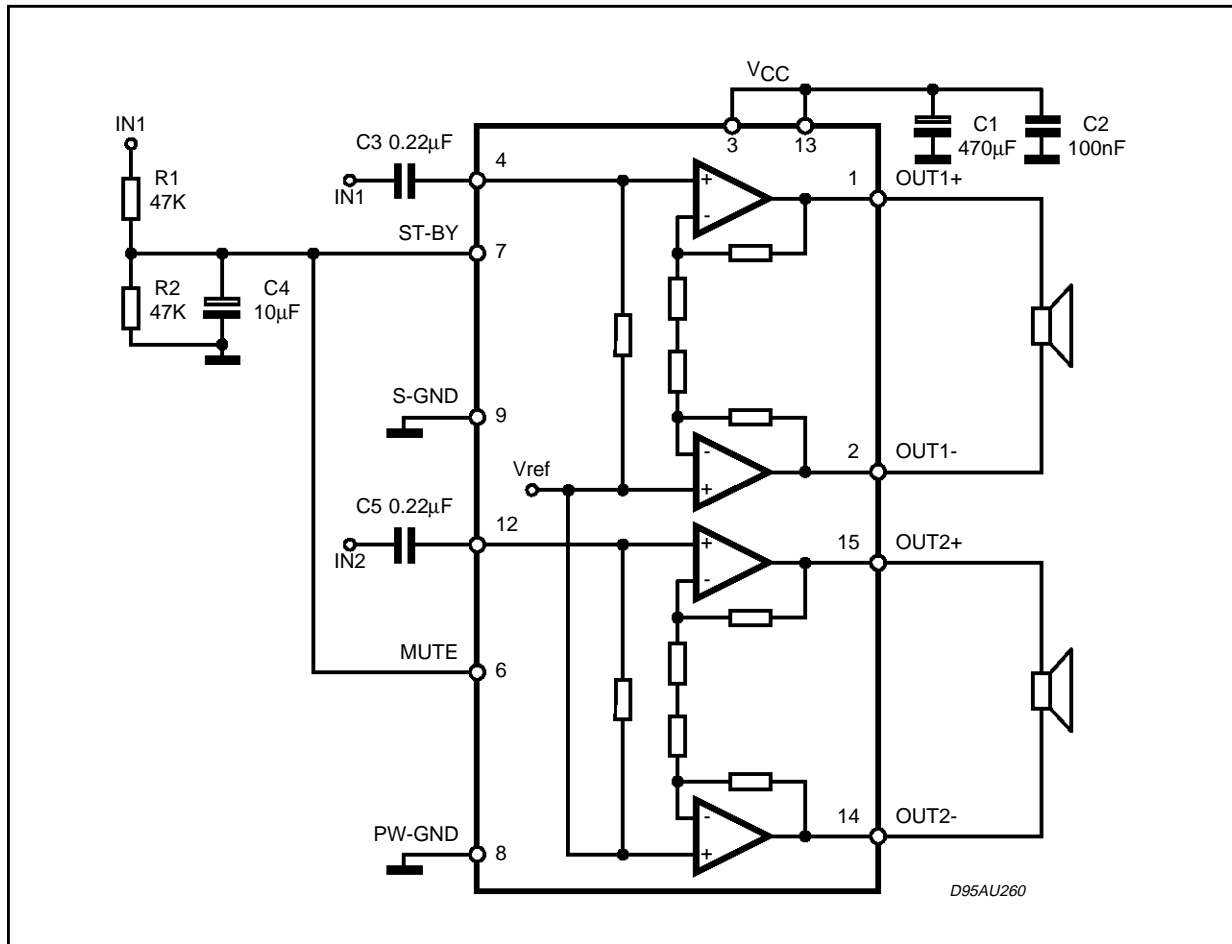 VCC
IN1
C3 0.22μF
4
3
13
C1
470μF
C2
100nF
R1
47K
IN1
1
OUT1+
+
-
ST-BY
7
R2
47K
C4
10μF
S-GND
9
-
+
2
OUT1-
Vref
C5 0.22μF
12
IN2
+
-
15
OUT2+
MUTE
6
PW-GND
8
-
+
14
OUT2-
D95AU260